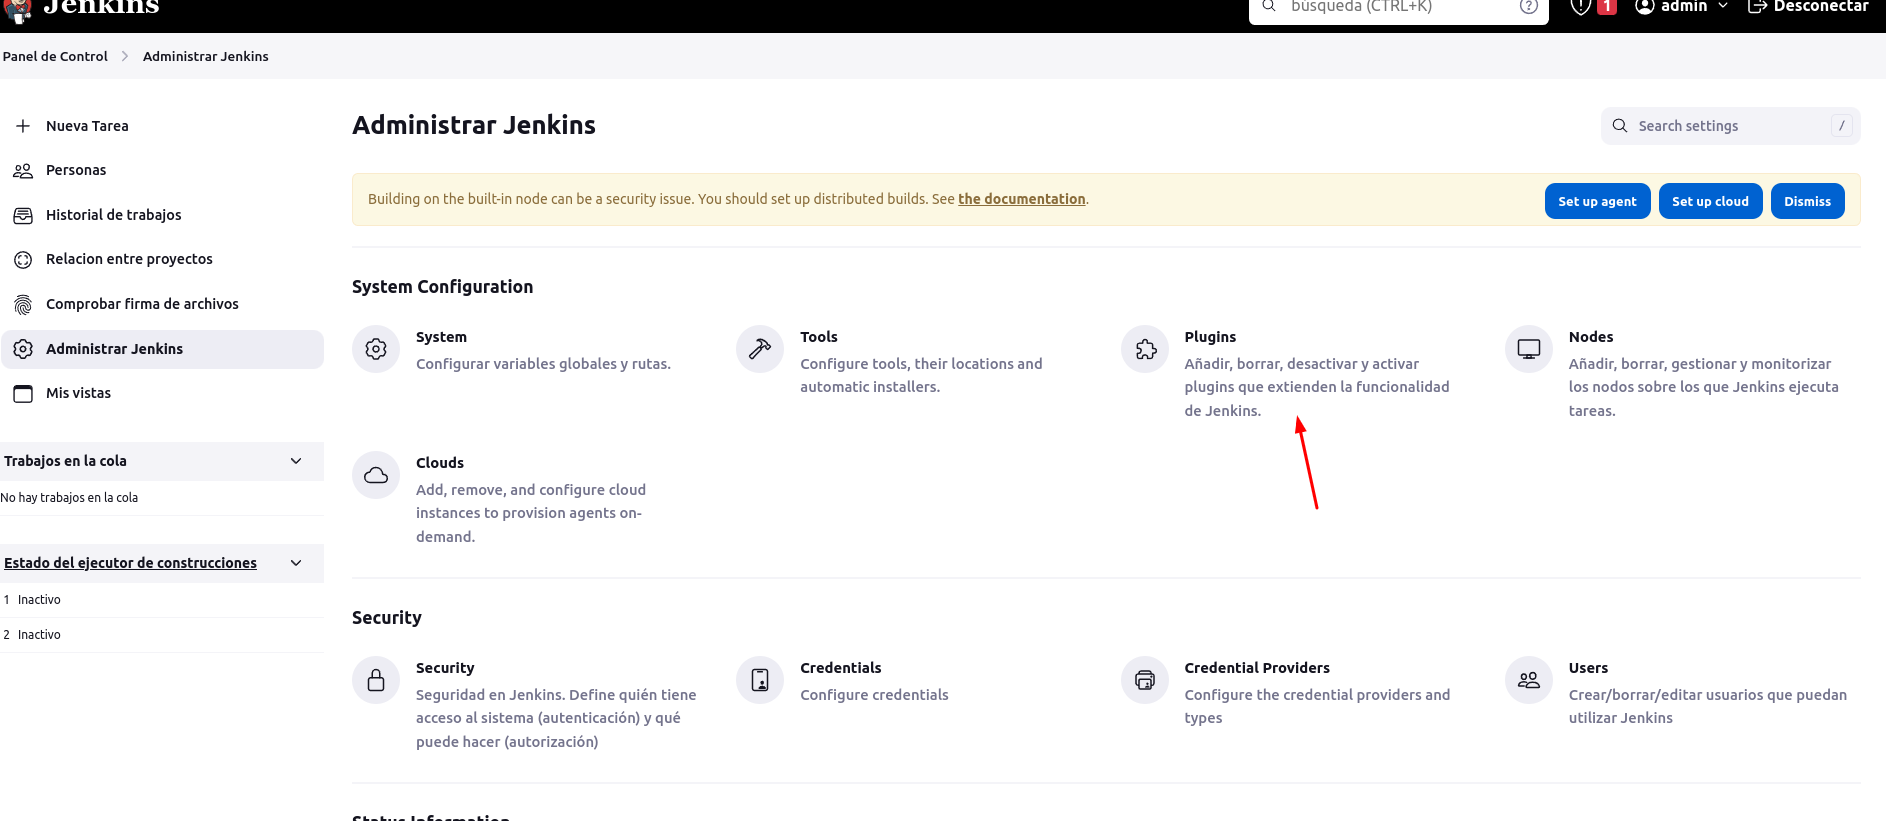 Jenkins
búsqueda (CTRL+K)
1
admin
Desconectar
Panel de Control
Administrar Jenkins
Nueva Tarea
Personas
Historial de trabajos
Relacion entre proyectos
Comprobar firma de archivos
Administrar Jenkins
Mis vistas
Trabajos en la cola
No hay trabajos en la cola
Estado del ejecutor de construcciones
1 Inactivo
2 Inactivo
Administrar Jenkins
Search settings
/
Building on the built-in node can be a security issue. You should set up distributed builds. See the documentation.
Set up agent
Set up cloud
Dismiss
System Configuration
System
Configurar variables globales y rutas.
Tools
Configure tools, their locations and
automatic installers.
Plugins
Añadir, borrar, desactivar y activar
plugins que extienden la funcionalidad
de Jenkins.
Nodes
Añadir, borrar, gestionar y monitorizar
los nodos sobre los que Jenkins ejecuta
tareas.
Clouds
Add, remove, and configure cloud
instances to provision agents on-
demand.
Security
Security
Seguridad en Jenkins. Define quién tiene
acceso al sistema (autenticación) y qué
puede hacer (autorización)
Credentials
Configure credentials
Credential Providers
Configure the credential providers and
types
Users
Crear/borrar/editar usuarios que puedan
utilizar Jenkins
Status Information